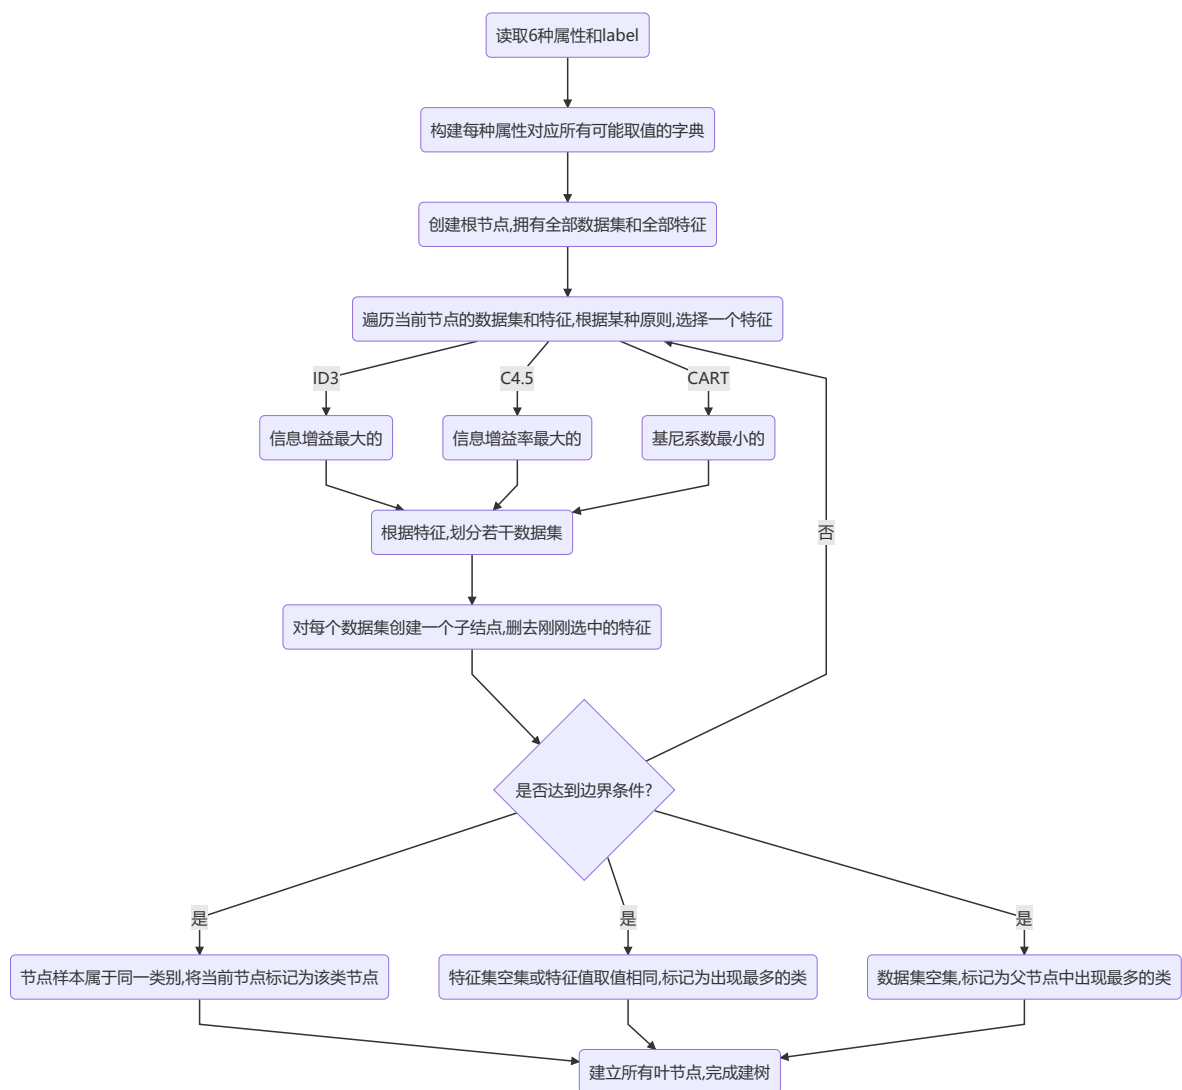 读取6种属性和label
构建每种属性对应所有可能取值的字典
创建根节点,拥有全部数据集和全部特征
遍历当前节点的数据集和特征,根据某种原则,选择一个特征
ID3
C4.5
CART
信息增益最大的
信息增益率最大的
基尼系数最小的
根据特征,划分若干数据集
否
对每个数据集创建一个子结点,删去刚刚选中的特征
是否达到边界条件?
是
是
是
节点样本属于同一类别,将当前节点标记为该类节点
特征集空集或特征值取值相同,标记为出现最多的类
数据集空集,标记为父节点中出现最多的类
建立所有叶节点,完成建树